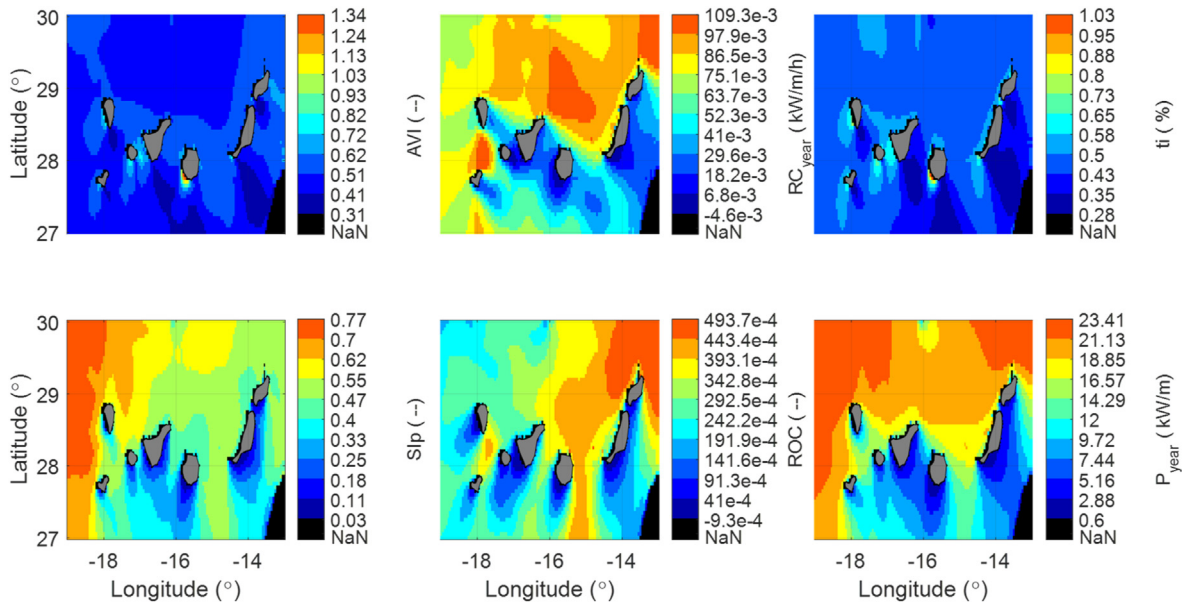 30
29
28
27
Latitude (°)
1.34
1.24
1.13
1.03
0.93
0.82
0.72
0.62
0.52
0.41
0.31
NaN
AVI (--)
109.3e-3
97.9e-3
86.5e-3
75.1e-3
63.7e-3
52.3e-3
41e-3
29.6e-3
18.2e-3
6.8e-3
-4.6e-3
NaN
RC_year (kW/m/h)
1.03
0.95
0.88
0.8
0.73
0.65
0.58
0.5
0.43
0.35
0.28
NaN
ti (%)
30
29
28
27
Latitude (°)
0.77
0.7
0.62
0.55
0.47
0.4
0.33
0.25
0.18
0.11
0.03
NaN
Slp (--)
493.7e-4
443.4e-4
393.1e-4
342.8e-4
292.5e-4
242.2e-4
191.9e-4
141.6e-4
91.3e-4
41e-4
-9.3e-4
NaN
ROC (--)
23.41
21.13
18.85
16.57
14.29
12
9.72
7.44
5.16
2.88
0.6
NaN
P_year (kW/m)
-18 -16 -14
-18 -16 -14
-18 -16 -14
Longitude (°)
Longitude (°)
Longitude (°)